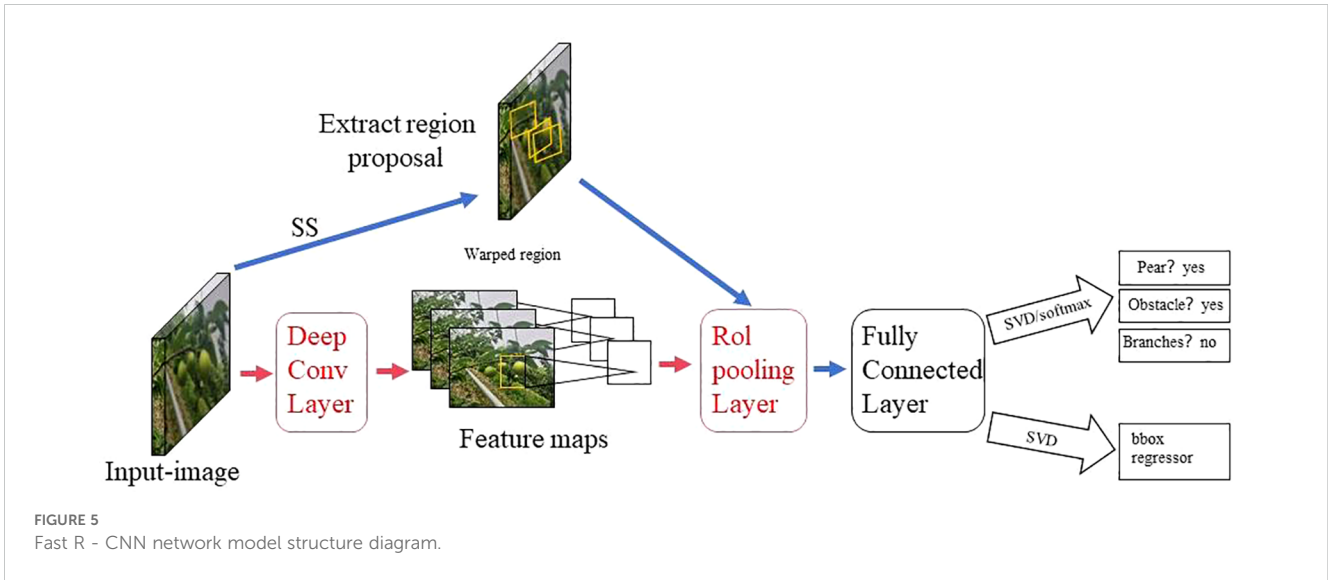 Extract region
proposal
SS
Warped region
Input-image
Deep
Conv
Layer
Feature maps
RoI
pooling
Layer
Fully
Connected
Layer
SVD/softmax
Pear? yes
Obstacle? yes
Branches? no
SVD
bbox
regressor
FIGURE 5
Fast R - CNN network model structure diagram.